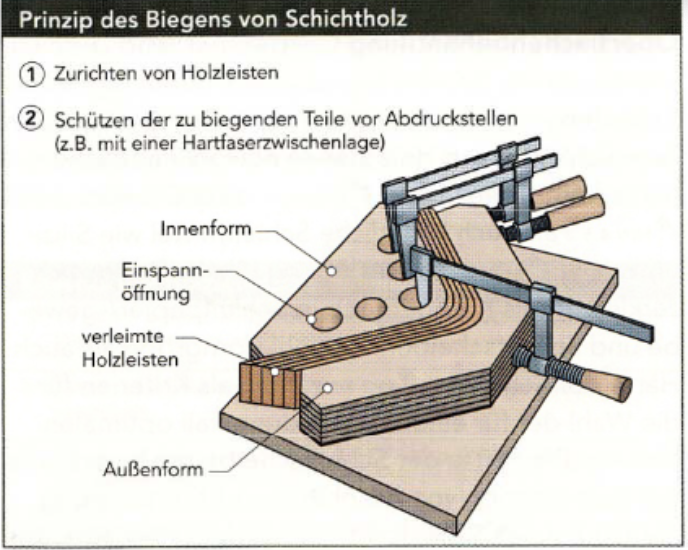 Prinzip des Biegens von Schichtholz
1 Zurichten von Holzleisten
2 Schützen der zu biegenden Teile vor Abdruckstellen
(z.B. mit einer Hartfaserzwischenlage)
Innenform
Einspann-
öffnung
verleimte
Holzleisten
Außenform